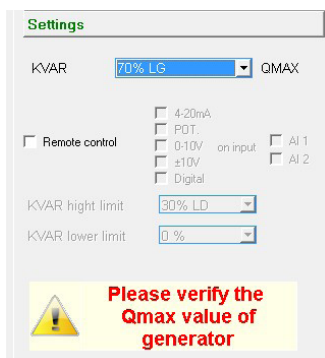 Settings
KVAR 70% LG QMAX
4-20mA
POT.
Remote control 0-10V on input AI 1
±10V AI 2
Digital
KVAR hight limit 30% LD
KVAR lower limit 0 %
Please verify the
Qmax value of
generator